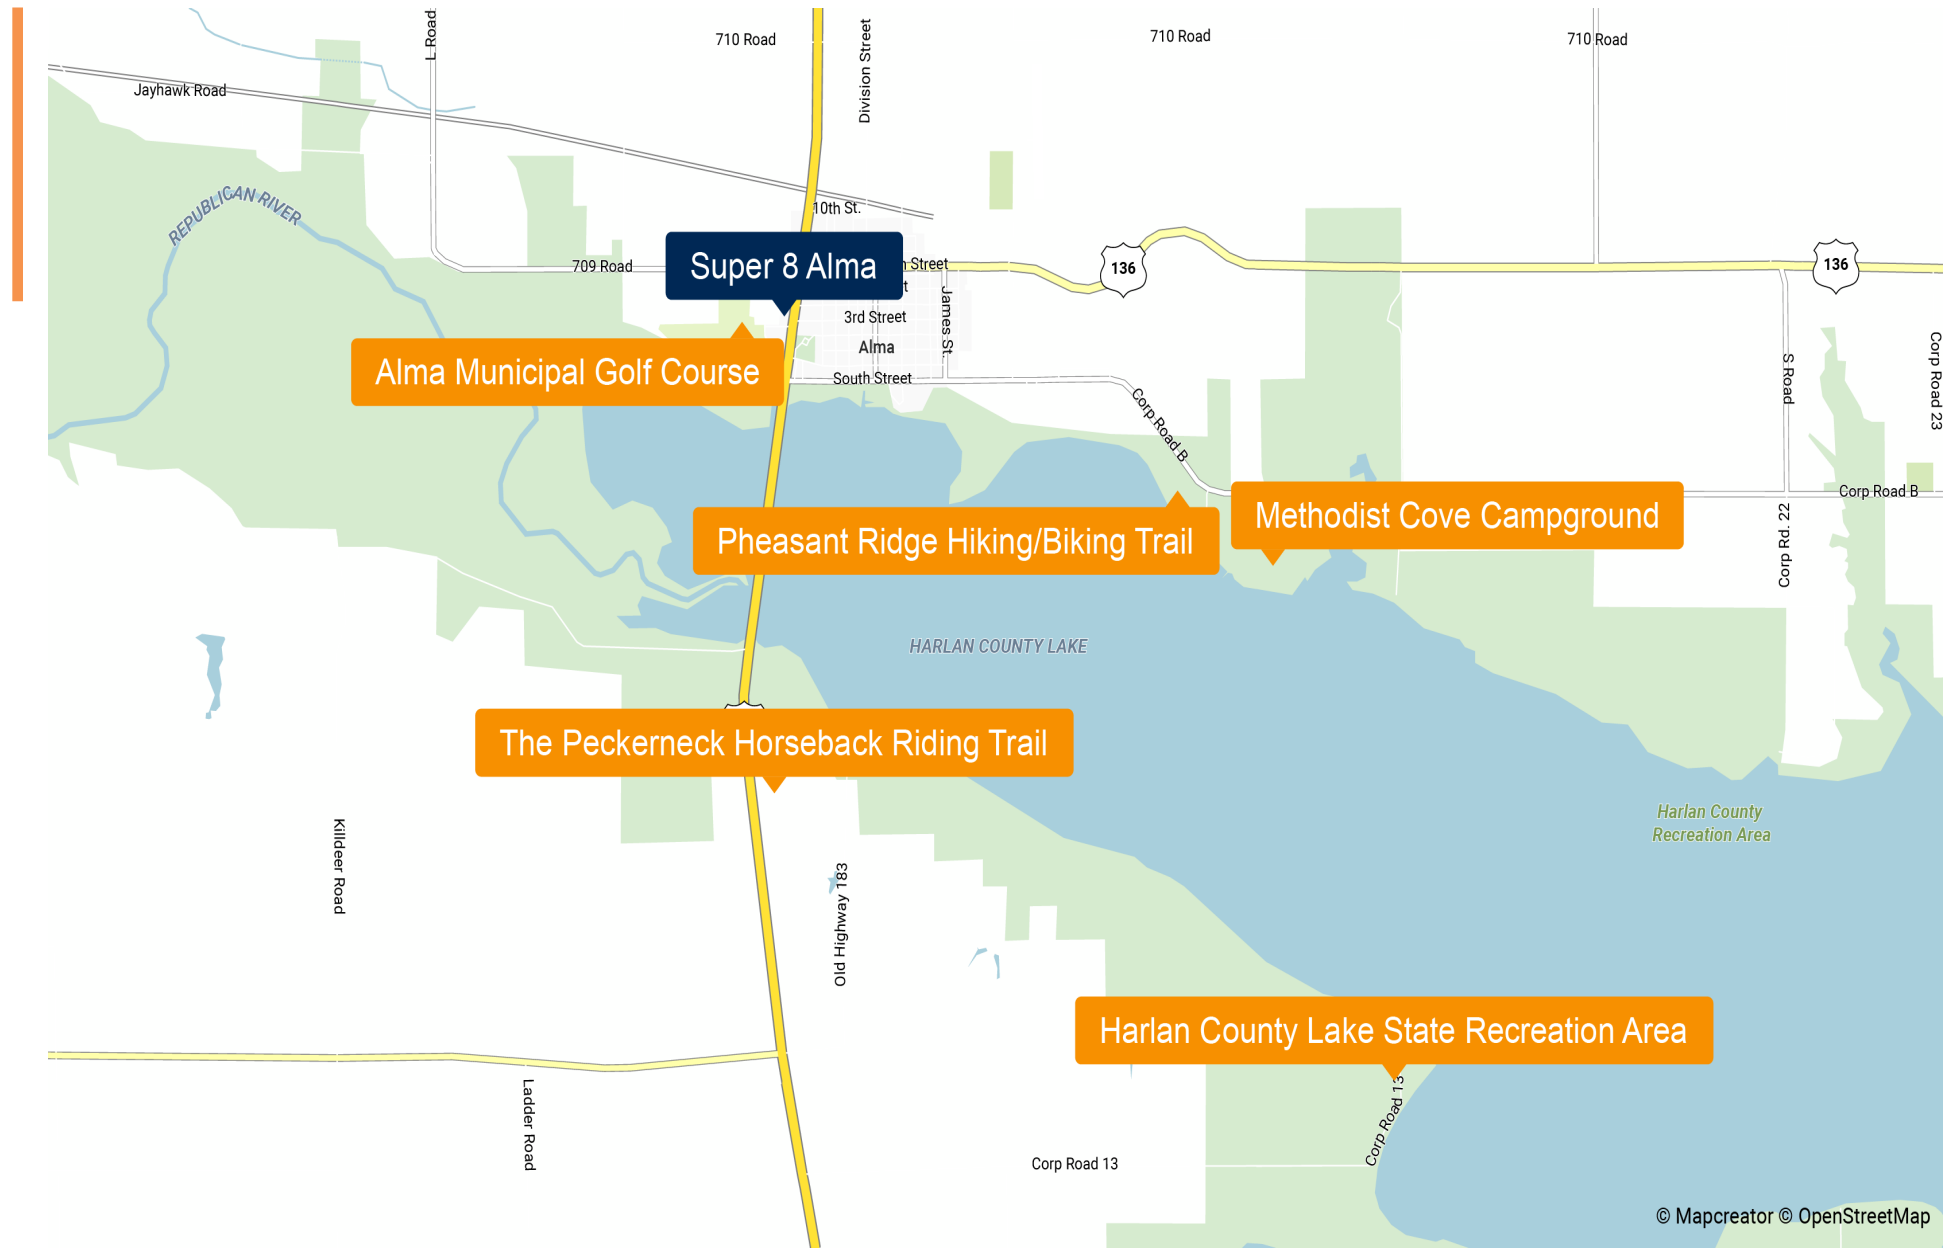 L Road
710 Road
Division Street
710 Road
710 Road
Jayhawk Road
REPUBLICAN RIVER
10th St.
709 Road
Super 8 Alma
Street
136
136
James St.
3rd Street
Alma
South Street
Alma Municipal Golf Course
Corp Road B
S Road
Corp Road 23
Corp Road B
Methodist Cove Campground
Pheasant Ridge Hiking/Biking Trail
Corp Rd. 22
HARLAN COUNTY LAKE
The Peckerneck Horseback Riding Trail
Harlan County
Recreation Area
Killdeer Road
Old Highway 183
Harlan County Lake State Recreation Area
Ladder Road
Corp Road 13
Corp Road 13
© Mapcreator © OpenStreetMap